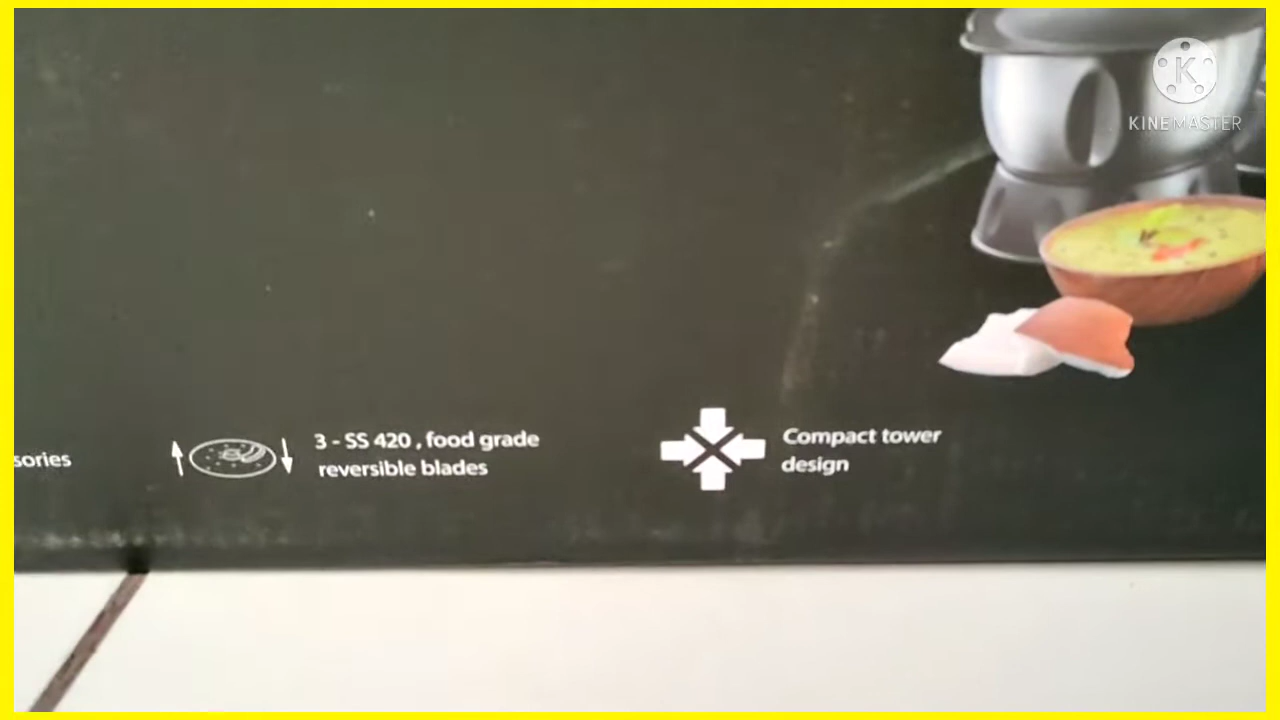 K
KINEMASTER
sories
3 - SS 420 , food grade
reversible blades
Compact tower
design